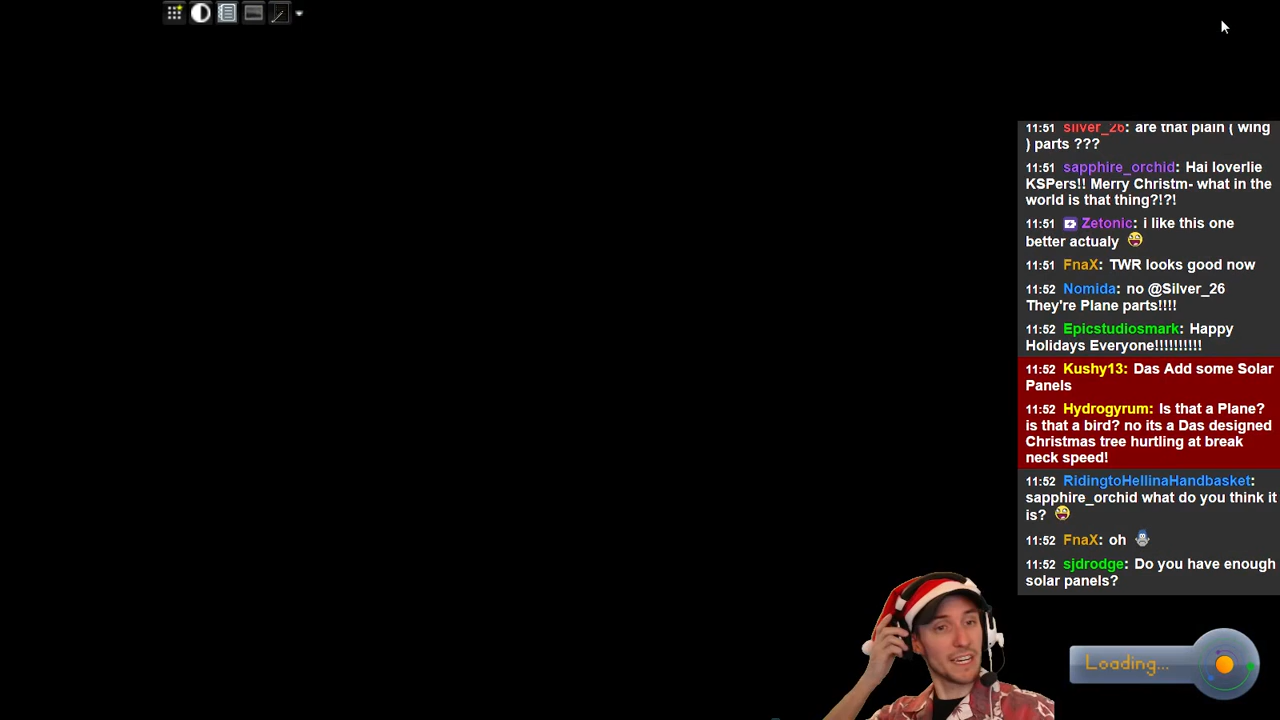 11:51 silver_26: are that plain ( wing
) parts ???
11:51 sapphire_orchid: Hai loverlie
KSPers!! Merry Christm- what in the
world is that thing?!?!
11:51 Zetonic: i like this one
better actualy
11:51 FnaX: TWR looks good now
11:52 Nomida: no @Silver_26
They're Plane parts!!!!
11:52 Epicstudiosmark: Happy
Holidays Everyone!!!!!!!!!!
11:52 Kushy13: Das Add some Solar
Panels
11:52 Hydrogyrum: Is that a Plane?
is that a bird? no its a Das designed
Christmas tree hurtling at break
neck speed!
11:52 RidingtoHellinaHandbasket:
sapphire_orchid what do you think it
is?
11:52 FnaX: oh
11:52 sjdrodge: Do you have enough
solar panels?
Loading...